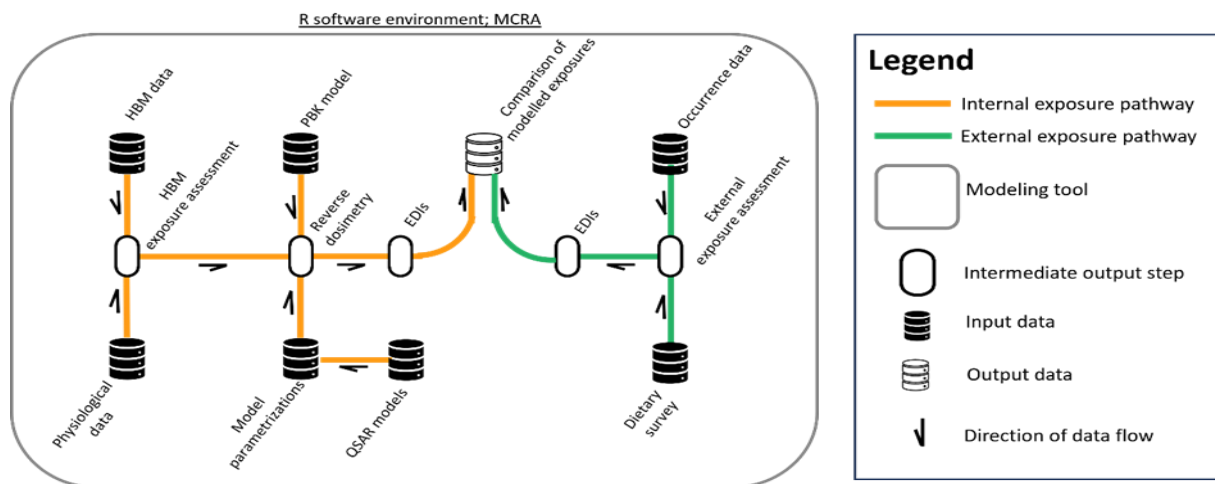 R software environment; MCRA
HBM data
PBK model
Comparison of
modelled exposures
Occurrence data
HBM
exposure assessment
Reverse
dosimetry
EDIs
EDIs
External
exposure assessment
Physiological
data
Model
parametrizations
QSAR models
Dietary
survey
Legend
Internal exposure pathway
External exposure pathway
Modeling tool
Intermediate output step
Input data
Output data
Direction of data flow